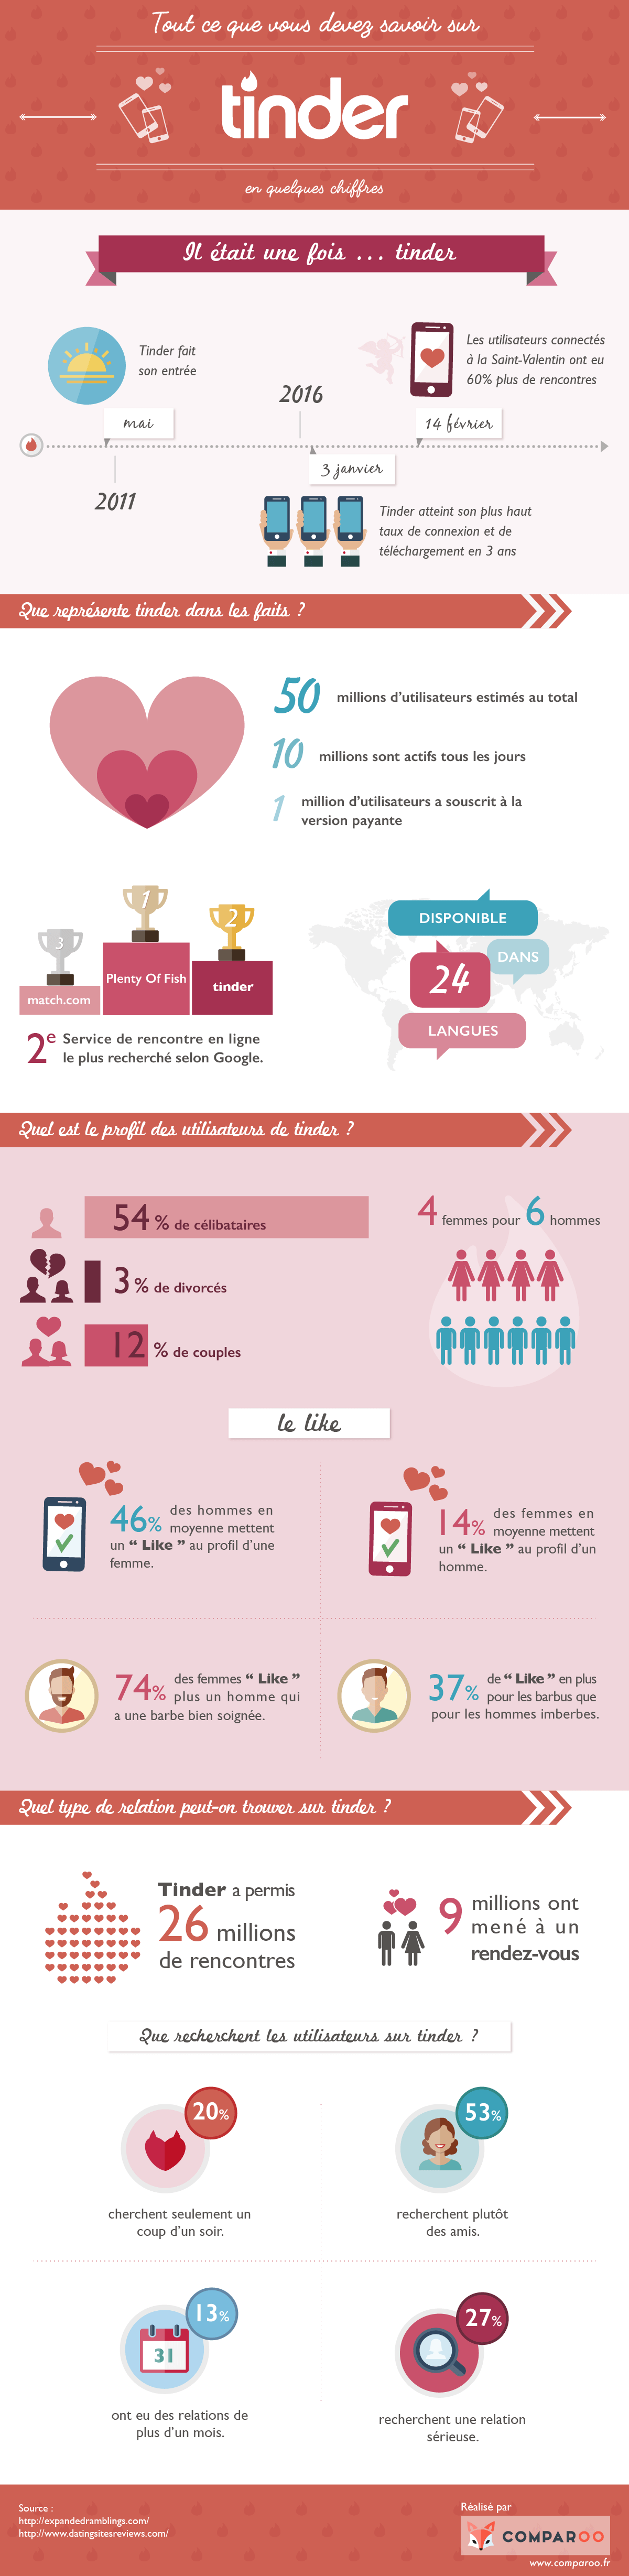 Tout ce que vous devez savoir sur
tinder
en quelques chiffres
Il était une fois ... tinder
Tinder fait
son entrée
mai
2011
2016
3 janvier
Tinder atteint son plus haut
taux de connexion et de
téléchargement en 3 ans
14 février
Les utilisateurs connectés
à la Saint-Valentin ont eu
60% plus de rencontres
Que représente tinder dans les faits ?
50 millions d'utilisateurs estimés au total
10 millions sont actifs tous les jours
1 million d'utilisateurs a souscrit à la
version payante
3
match.com
1
Plenty Of Fish
2
tinder
2e Service de rencontre en ligne
le plus recherché selon Google.
DISPONIBLE
DANS
24
LANGUES
Quel est le profil des utilisateurs de tinder ?
54 % de célibataires
3 % de divorcés
12 % de couples
4 femmes pour 6 hommes
le like
46% des hommes en
moyenne mettent
un “ Like ” au profil d'une
femme.
14% des femmes en
moyenne mettent
un “ Like ” au profil d'un
homme.
74% des femmes “ Like ”
plus un homme qui
a une barbe bien soignée.
37% de “ Like ” en plus
pour les barbus que
pour les hommes imberbes.
Quel type de relation peut-on trouver sur tinder ?
Tinder a permis
26 millions
de rencontres
9 millions ont
mené à un
rendez-vous
Que recherchent les utilisateurs sur tinder ?
20%
cherchent seulement un
coup d'un soir.
53%
recherchent plutôt
des amis.
13%
31
ont eu des relations de
plus d'un mois.
27%
recherchent une relation
sérieuse.
Source :
http://expandedramblings.com/
http://www.datingsitesreviews.com/
Réalisé par
COMPAROO
www.comparoo.fr